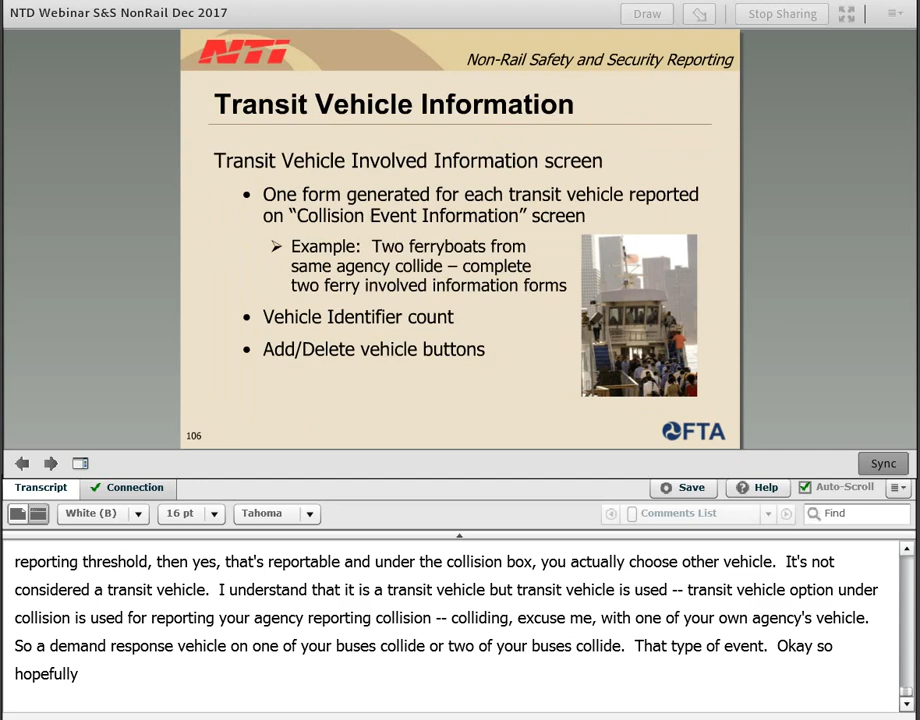 NTD Webinar S&S NonRail Dec 2017
Draw
Stop Sharing
NTI
Non-Rail Safety and Security Reporting
Transit Vehicle Information
Transit Vehicle Involved Information screen
• One form generated for each transit vehicle reported
on “Collision Event Information” screen
➢ Example: Two ferryboats from
same agency collide – complete
two ferry involved information forms
• Vehicle Identifier count
• Add/Delete vehicle buttons
106
FTA
Sync
Transcript
Connection
Save
Help
Auto-Scroll
White (B)
16 pt
Tahoma
Comments List
Find
reporting threshold, then yes, that's reportable and under the collision box, you actually choose other vehicle. It's not
considered a transit vehicle. I understand that it is a transit vehicle but transit vehicle is used -- transit vehicle option under
collision is used for reporting your agency reporting collision -- colliding, excuse me, with one of your own agency's vehicle.
So a demand response vehicle on one of your buses collide or two of your buses collide. That type of event. Okay so
hopefully